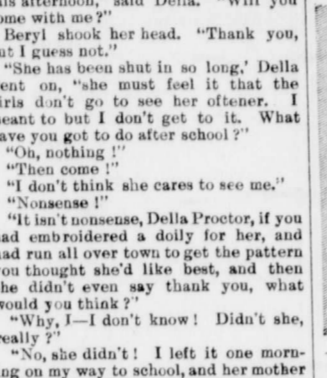 is afternoon," said Della. "Will you
ome with me?"
Beryl shook her head. "Thank you,
ut I guess not."
"She has been shut in so long,' Della
ent on, "she must feel it that the
irls don't go to see her oftener. I
eant to but I don't get to it. What
ave you got to do after school?"
"Oh, nothing!"
"Then come!"
"I don't think she cares to see me."
"Nonsense!"
"It isn't nonsense, Della Proctor, if you
ad embroidered a doily for her, and
ad run all over town to get the pattern
ou thought she'd like best, and then
he didn't even say thank you, what
ould you think?"
"Why, I—I don't know! Didn't she,
eally?"
"No, she didn't! I left it one morn-
ng on my way to school, and her mother